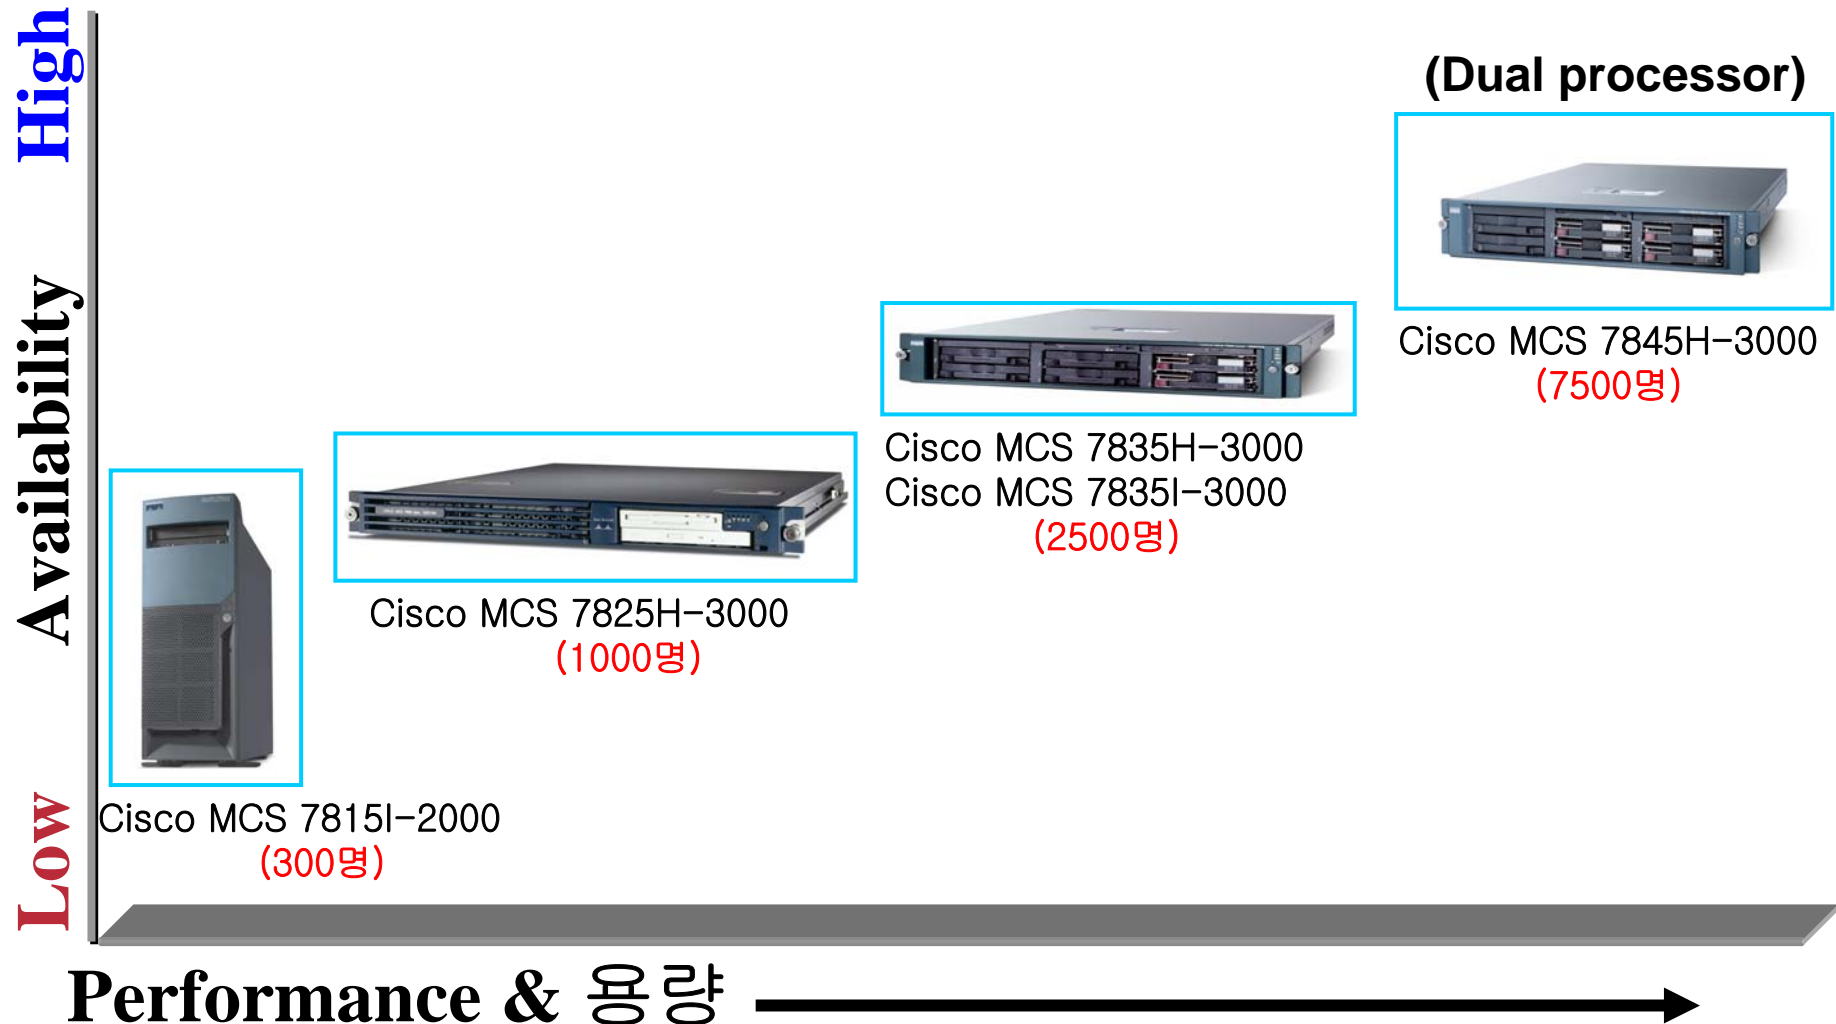 High
Availability
Low
(Dual processor)
Cisco MCS 7845H-3000
(7500명)
Cisco MCS 7835H-3000
Cisco MCS 7835I-3000
(2500명)
Cisco MCS 7825H-3000
(1000명)
Cisco MCS 7815I-2000
(300명)
Performance & 용량